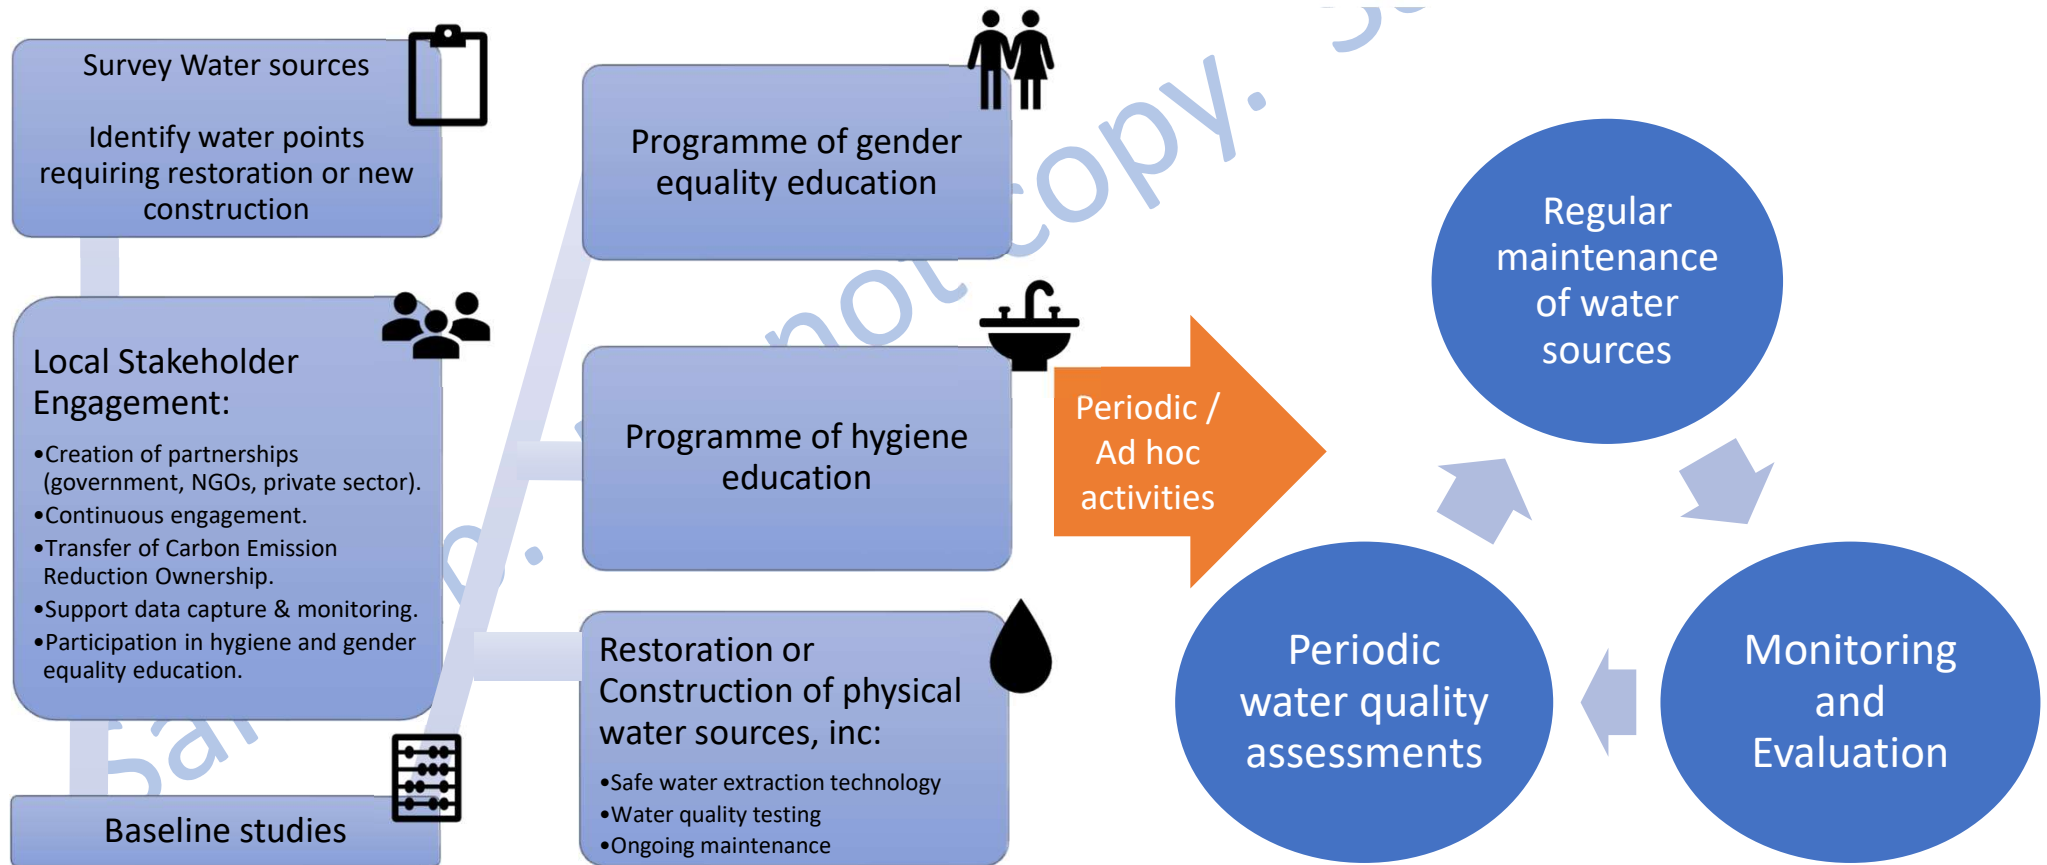 Survey Water sources
Identify water points
requiring restoration or new
construction
Local Stakeholder
Engagement:
•Creation of partnerships
(government, NGOs, private sector).
•Continuous engagement.
•Transfer of Carbon Emission
Reduction Ownership.
•Support data capture & monitoring.
•Participation in hygiene and gender
equality education.
Baseline studies
Programme of gender
equality education
Programme of hygiene
education
Restoration or
Construction of physical
water sources, inc:
•Safe water extraction technology
•Water quality testing
•Ongoing maintenance
Periodic /
Ad hoc
activities
Regular
maintenance
of water
sources
Monitoring
and
Evaluation
Periodic
water quality
assessments
not copy.